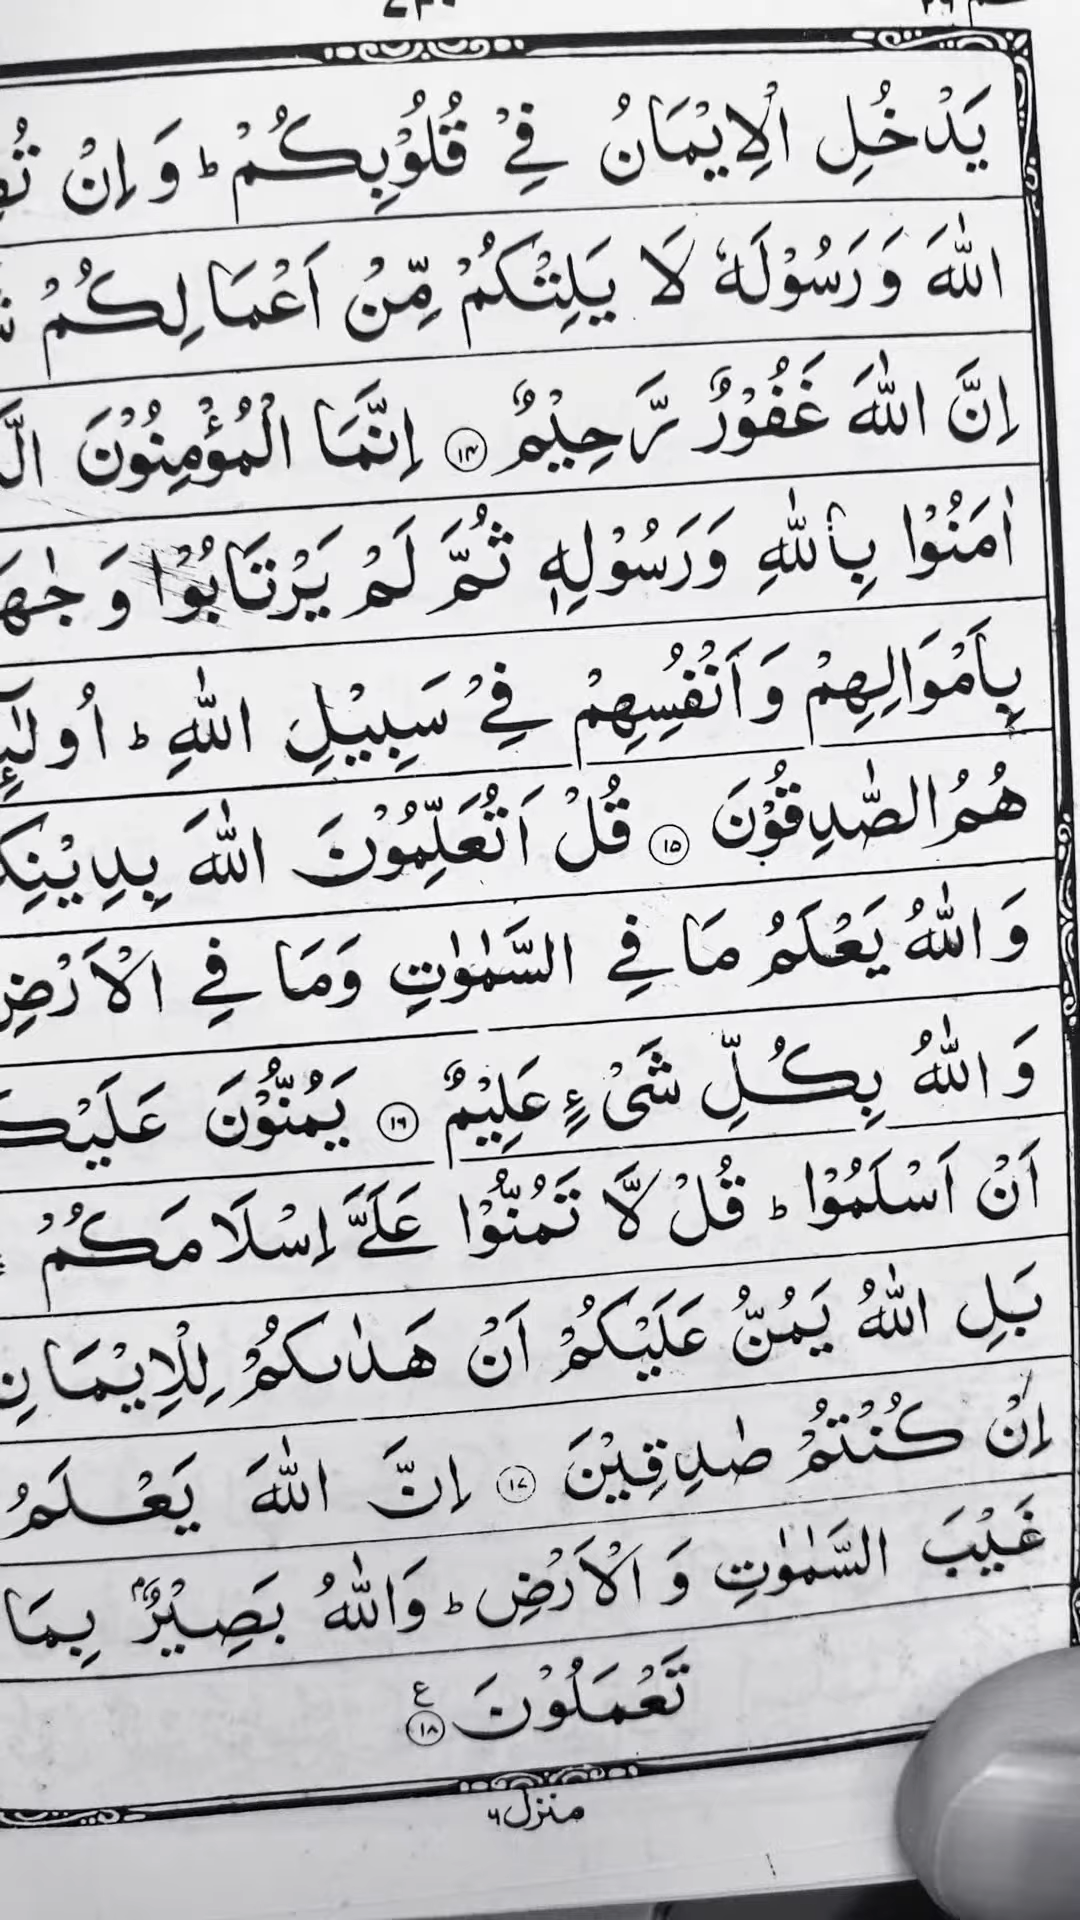 يَدْخُلِ الْاِيْمَانُ فِيْ قُلُوْبِكُمْ ؕ وَ اِنْ
اللّٰهَ وَ رَسُوْلَهٗ لَا يَلِتْكُمْ مِّنْ اَعْمَالِكُمْ
اِنَّ اللّٰهَ غَفُوْرٌ رَّحِيْمٌ ۝۱۴ اِنَّمَا الْمُؤْمِنُوْنَ
اٰمَنُوْا بِاللّٰهِ وَرَسُوْلِهٖ ثُمَّ لَمْ يَرْتَابُوْا وَ
بِاَمْوَالِهِمْ وَاَنْفُسِهِمْ فِيْ سَبِيْلِ اللّٰهِ ؕ
هُمُ الصّٰدِقُوْنَ ۝۱۵ قُلْ اَتُعَلِّمُوْنَ اللّٰهَ
وَ اللّٰهُ يَعْلَمُ مَا فِي السَّمٰوٰتِ وَمَا فِي الْاَرْضِ
وَ اللّٰهُ بِكُلِّ شَیْءٍ عَلِيْمٌ ۝۱۶ يَمُنُّوْنَ
اَنْ اَسْلَمُوْا ؕ قُلْ لَّا تَمُنُّوْا عَلَيَّ اِسْلَامَكُمْ
بَلِ اللّٰهُ يَمُنُّ عَلَيْكُمْ اَنْ هَدٰىكُمْ لِلْاِيْمَانِ
اِنْ كُنْتُمْ صٰدِقِيْنَ ۝۱۷ اِنَّ اللّٰهَ يَعْلَمُ
غَيْبَ السَّمٰوٰتِ وَ الْاَرْضِ ؕ وَاللّٰهُ بَصِيْرٌۢ بِمَا
تَعْمَلُوْنَ ۝۱۸ ع
منزل ۶